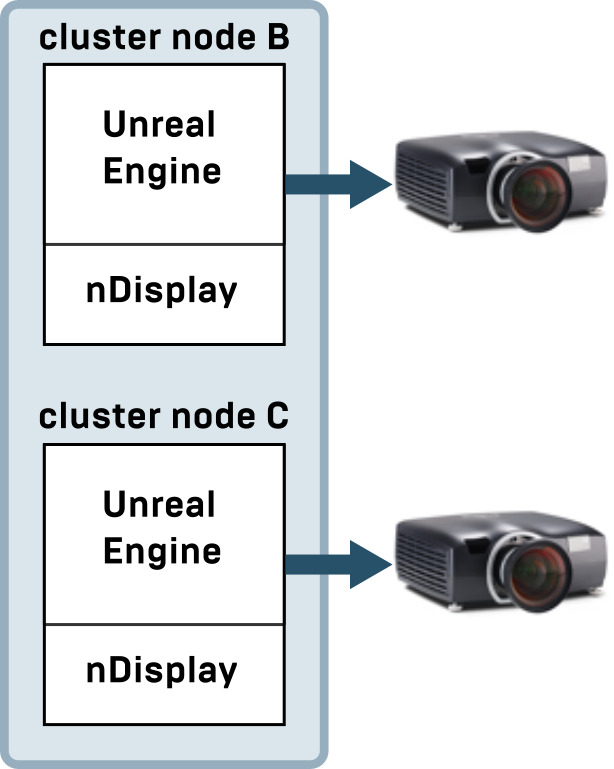 cluster node B
Unreal
Engine
nDisplay
cluster node C
Unreal
Engine
nDisplay